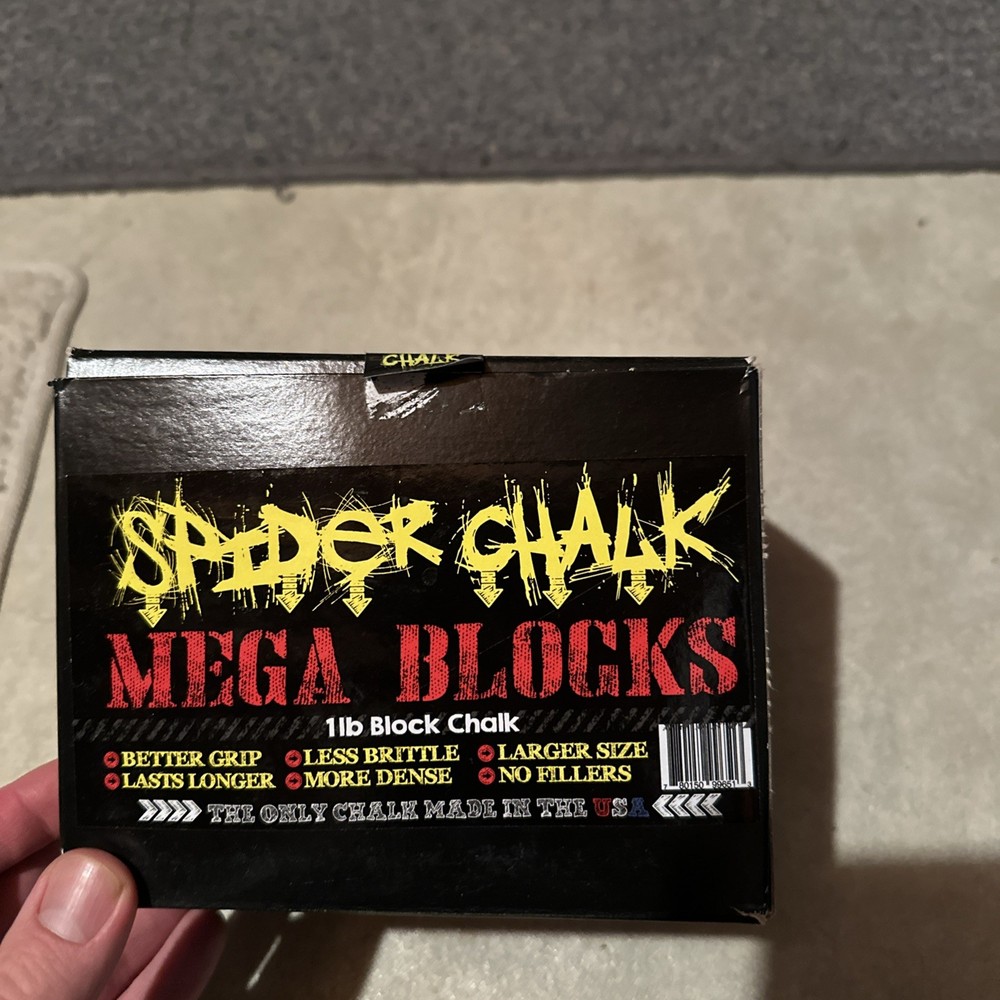 CHALK
SPIDER CHALK
MEGA BLOCKS
1lb Block Chalk
BETTER GRIP LESS BRITTLE LARGER SIZE
LASTS LONGER MORE DENSE NO FILLERS
THE ONLY CHALK MADE IN THE USA